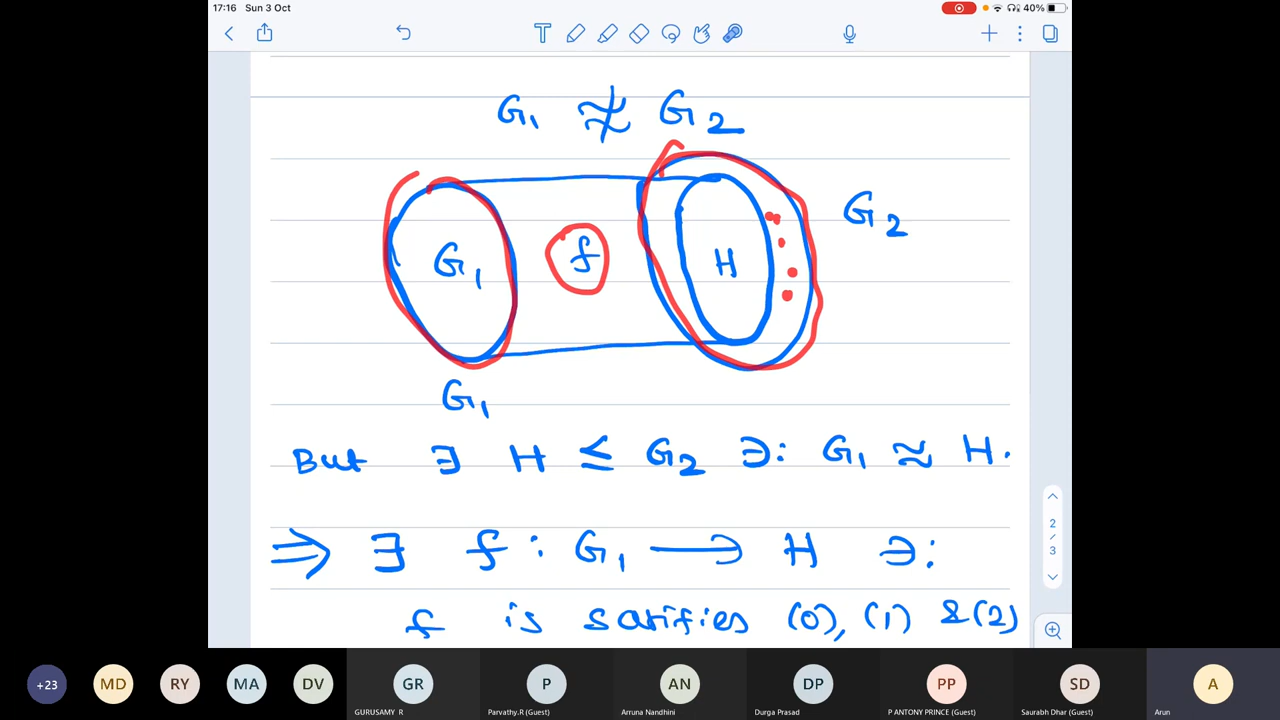 17:16 Sun 3 Oct
40%
G₁ ≉ G₂
G₂
G₁ f H
G₁
But ∃ H ≤ G₂ ∋: G₁ ≈ H.
⇒ ∃ f : G₁ ⟶ H ∋:
f is satifies (0), (1) & (2)
2
/
3
+23 MD RY MA DV GR P AN DP PP SD A
GURUSAMY R Parvathy.R (Guest) Arruna Nandhini Durga Prasad P ANTONY PRINCE (Guest) Saurabh Dhar (Guest) Arun